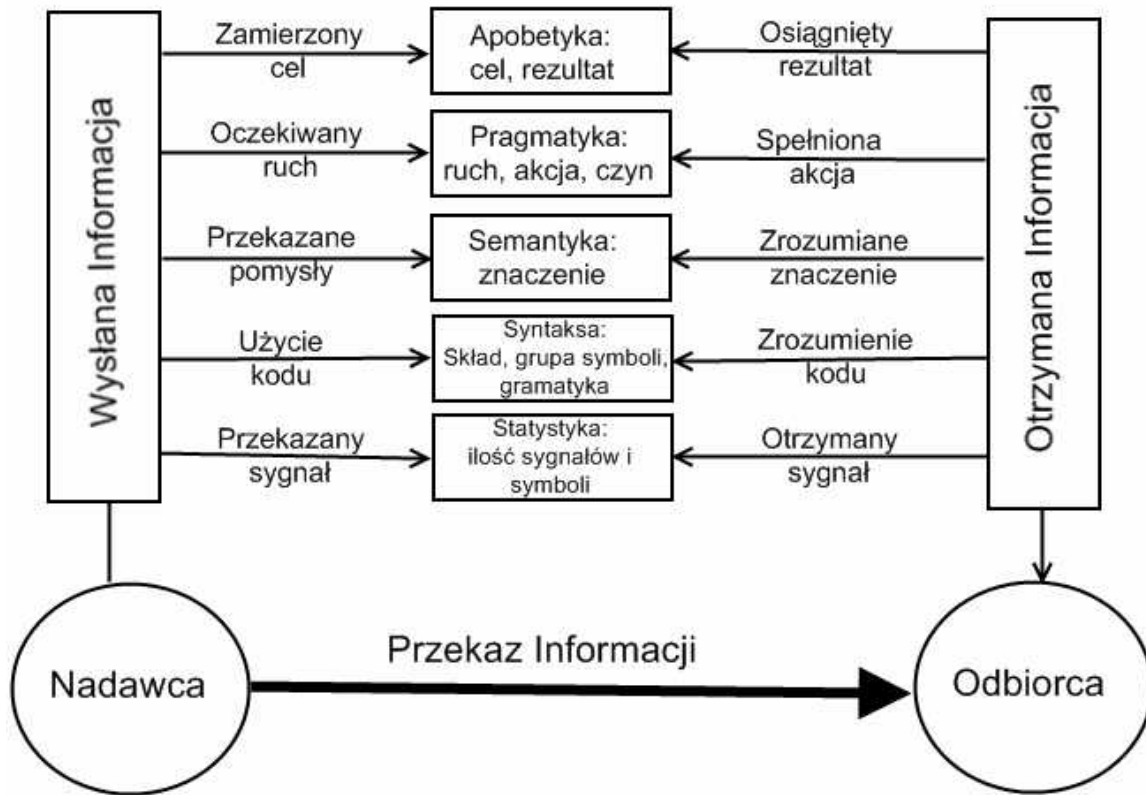 Wysłana Informacja
Zamierzony
cel
Apobetyka:
cel, rezultat
Osiągnięty
rezultat
Oczekiwany
ruch
Pragmatyka:
ruch, akcja, czyn
Spełniona
akcja
Przekazane
pomysły
Semantyka:
znaczenie
Zrozumiane
znaczenie
Użycie
kodu
Syntaksa:
Skład, grupa symboli,
gramatyka
Zrozumienie
kodu
Przekazany
sygnał
Statystyka:
ilość sygnałów i
symboli
Otrzymany
sygnał
Otrzymana Informacja
Nadawca
Przekaz Informacji
Odbiorca